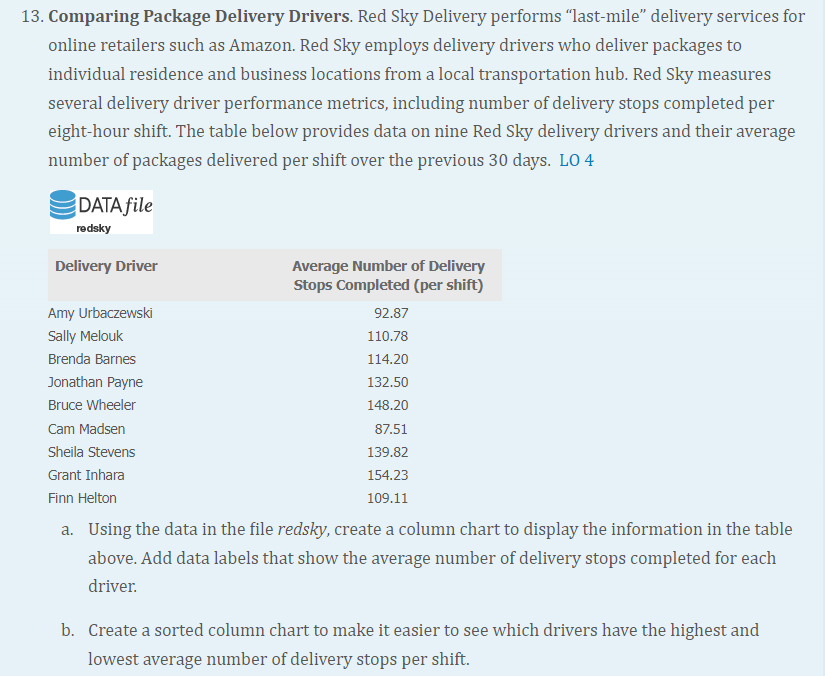 13. Comparing Package Delivery Drivers. Red Sky Delivery performs “last-mile” delivery services for
online retailers such as Amazon. Red Sky employs delivery drivers who deliver packages to
individual residence and business locations from a local transportation hub. Red Sky measures
several delivery driver performance metrics, including number of delivery stops completed per
eight-hour shift. The table below provides data on nine Red Sky delivery drivers and their average
number of packages delivered per shift over the previous 30 days. LO 4
DATAfile
redsky
Delivery Driver Average Number of Delivery
Stops Completed (per shift)
Amy Urbaczewski 92.87
Sally Melouk 110.78
Brenda Barnes 114.20
Jonathan Payne 132.50
Bruce Wheeler 148.20
Cam Madsen 87.51
Sheila Stevens 139.82
Grant Inhara 154.23
Finn Helton 109.11
a. Using the data in the file redsky, create a column chart to display the information in the table
above. Add data labels that show the average number of delivery stops completed for each
driver.
b. Create a sorted column chart to make it easier to see which drivers have the highest and
lowest average number of delivery stops per shift.